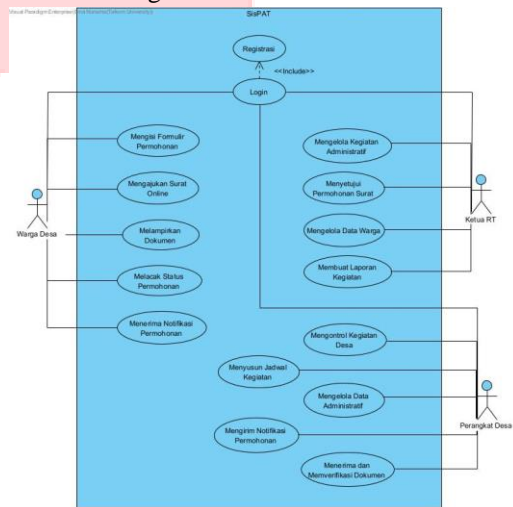 SisPAT
Registrasi
<<Include>>
Login
Mengisi Formulir
Permohonan
Mengelola Kegiatan
Administratif
Mengajukan Surat
Online
Menyetujui
Permohonan Surat
Warga Desa
Ketua RT
Melampirkan
Dokumen
Mengelola Data Warga
Melacak Status
Permohonan
Membuat Laporan
Kegiatan
Menerima Notifikasi
Permohonan
Mengontrol Kegiatan
Desa
Menyusun Jadwal
Kegiatan
Mengelola Data
Administratif
Perangkat Desa
Mengirim Notifikasi
Permohonan
Menerima dan
Memverifikasi Dokumen